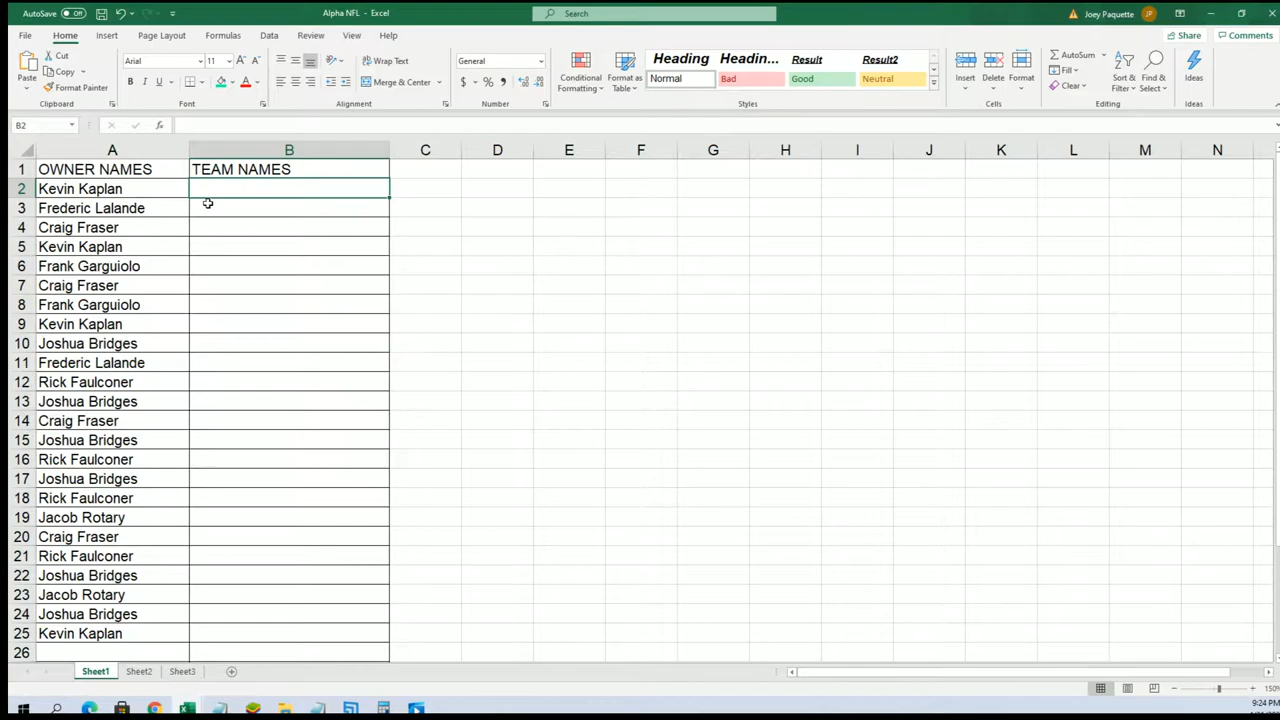 AutoSave Off
Alpha NFL - Excel
Search
Joey Paquette JP
File Home Insert Page Layout Formulas Data Review View Help
Share Comments
Paste
Cut
Copy
Format Painter
Clipboard
Arial 11
B I U
Font
Wrap Text
Merge & Center
Alignment
General
Number
Conditional Formatting
Format as Table
Heading Headin... Result Result2
Normal Bad Good Neutral
Styles
Insert Delete Format
Cells
AutoSum
Fill
Clear
Sort & Filter
Find & Select
Editing
Ideas
Ideas
B2 fx
A B C D E F G H I J K L M N
1 OWNER NAMES TEAM NAMES
2 Kevin Kaplan
3 Frederic Lalande
4 Craig Fraser
5 Kevin Kaplan
6 Frank Garguiolo
7 Craig Fraser
8 Frank Garguiolo
9 Kevin Kaplan
10 Joshua Bridges
11 Frederic Lalande
12 Rick Faulconer
13 Joshua Bridges
14 Craig Fraser
15 Joshua Bridges
16 Rick Faulconer
17 Joshua Bridges
18 Rick Faulconer
19 Jacob Rotary
20 Craig Fraser
21 Rick Faulconer
22 Joshua Bridges
23 Jacob Rotary
24 Joshua Bridges
25 Kevin Kaplan
26
Sheet1 Sheet2 Sheet3
150%
9:24 PM